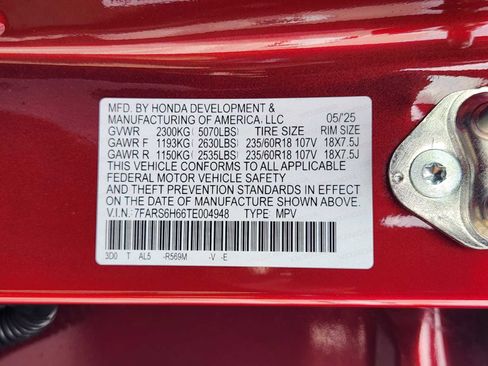 MFD. BY HONDA DEVELOPMENT &
MANUFACTURING OF AMERICA, LLC 05/25
GVWR 2300KG( 5070LBS) TIRE SIZE RIM SIZE
GAWR F 1193KG( 2630LBS) 235/60R18 107V 18X7.5J
GAWR R 1150KG( 2535LBS) 235/60R18 107V 18X7.5J
THIS VEHICLE CONFORMS TO ALL APPLICABLE
FEDERAL MOTOR VEHICLE SAFETY
AND THEFT PREVENTION STANDARDS IN EFFECT
ON THE DATE OF MANUFACTURE SHOWN ABOVE.
V.I.N.: 7FARS6H66TE004948 TYPE MPV
3D0 T AL5 -R569M -V -E